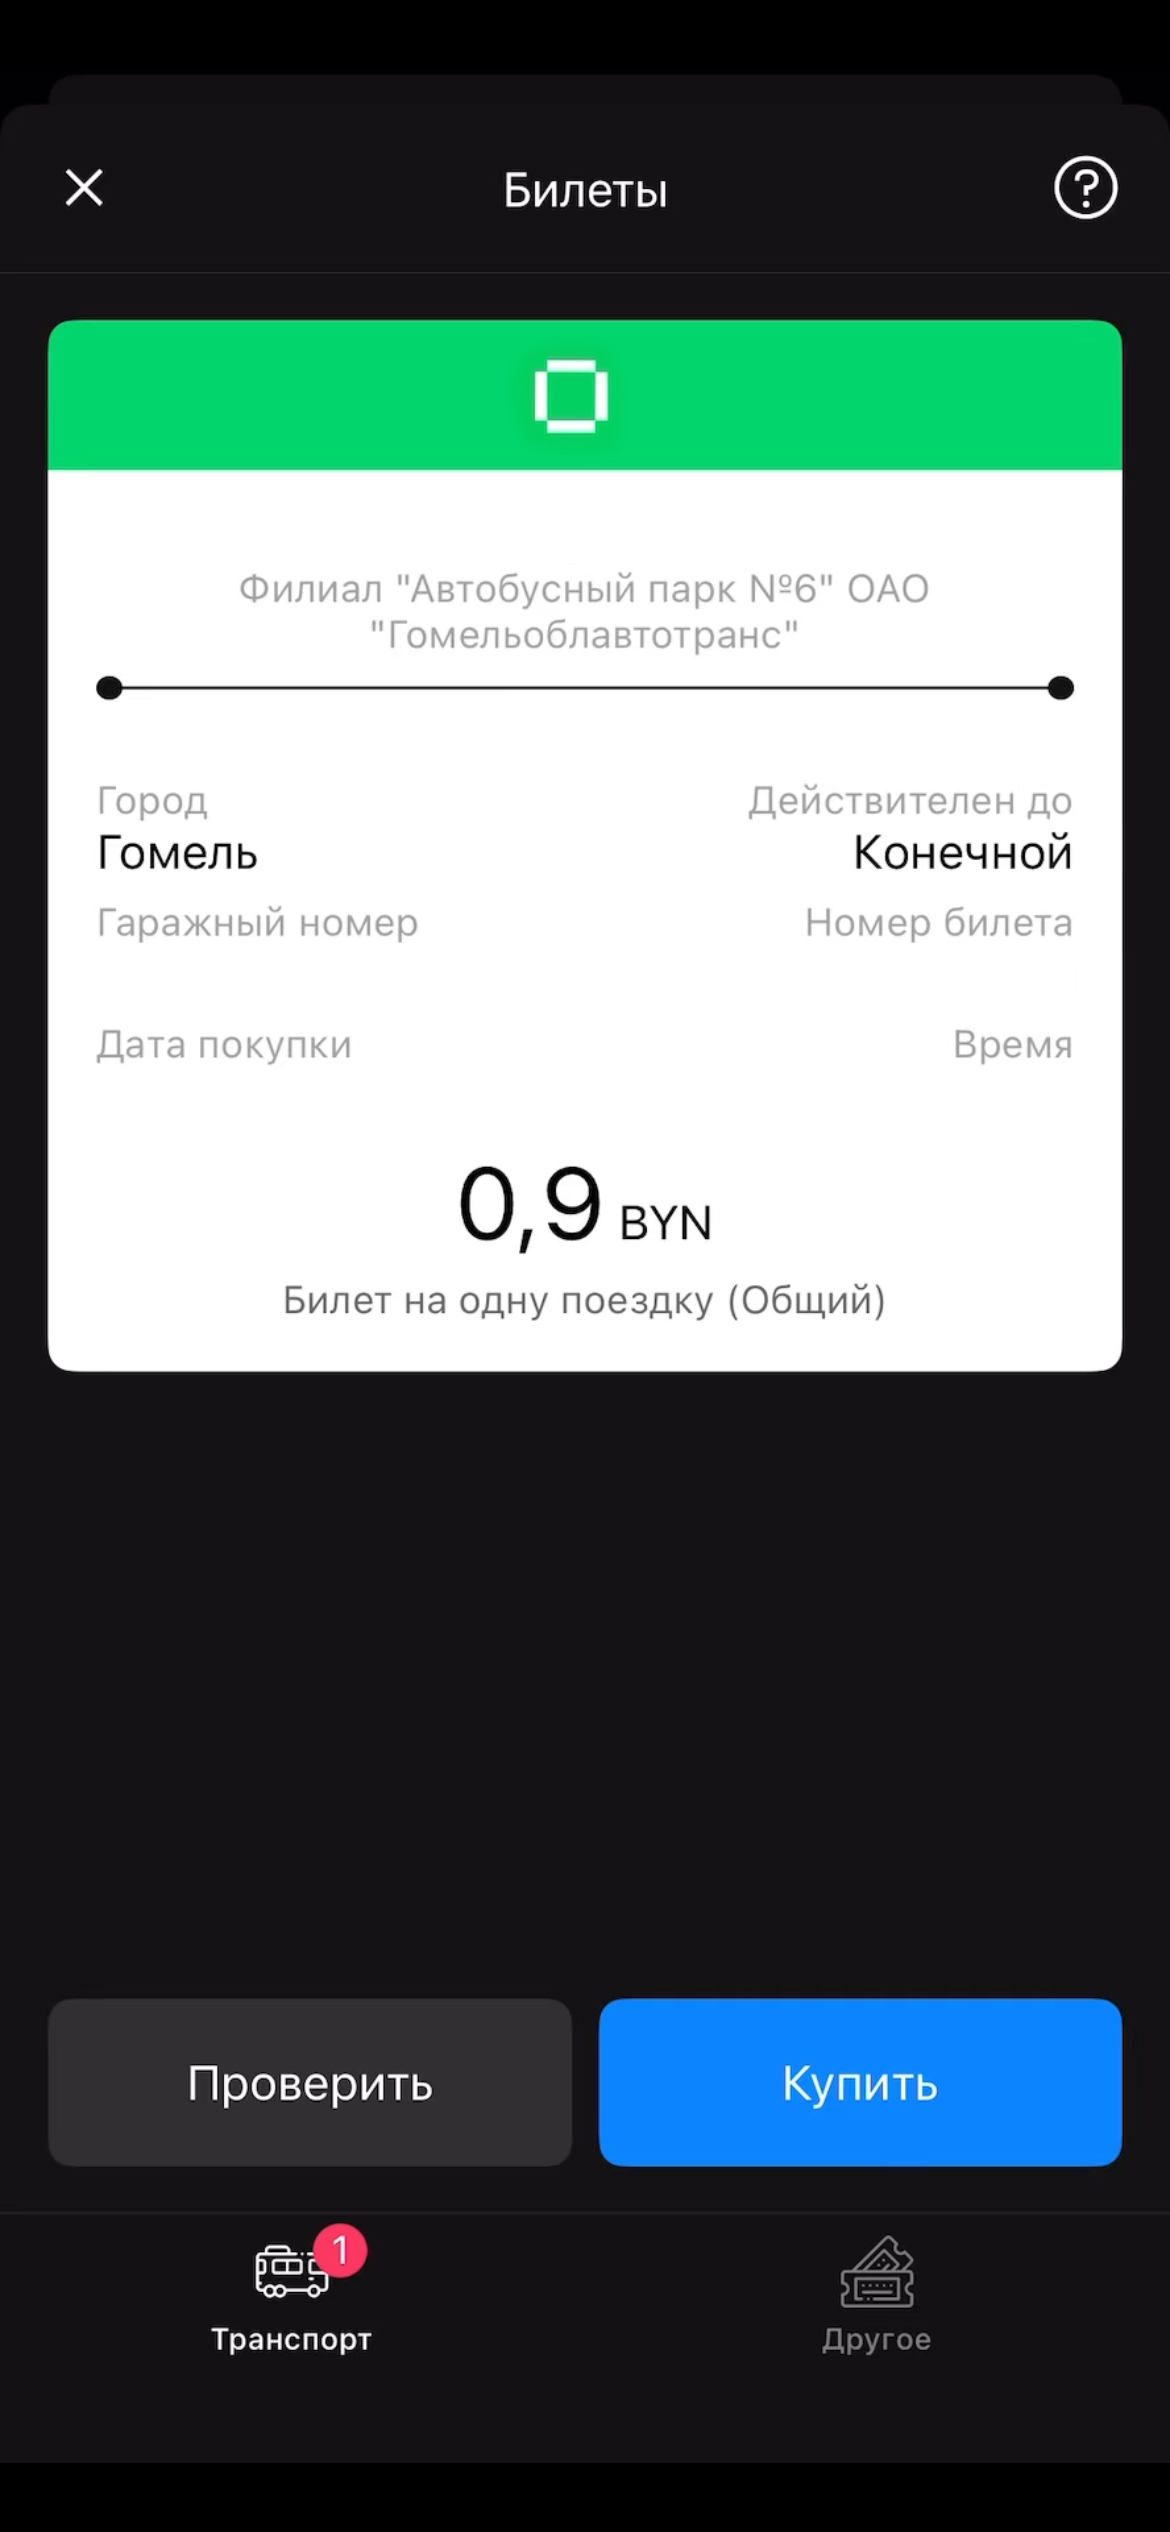 Билеты
Филиал "Автобусный парк №6" ОАО
"Гомельоблавтотранс"
Город
Действителен до
Гомель
Конечной
Гаражный номер
Номер билета
Дата покупки
Время
0,9 BYN
Билет на одну поездку (Общий)
Проверить
Купить
1
Транспорт
Другое